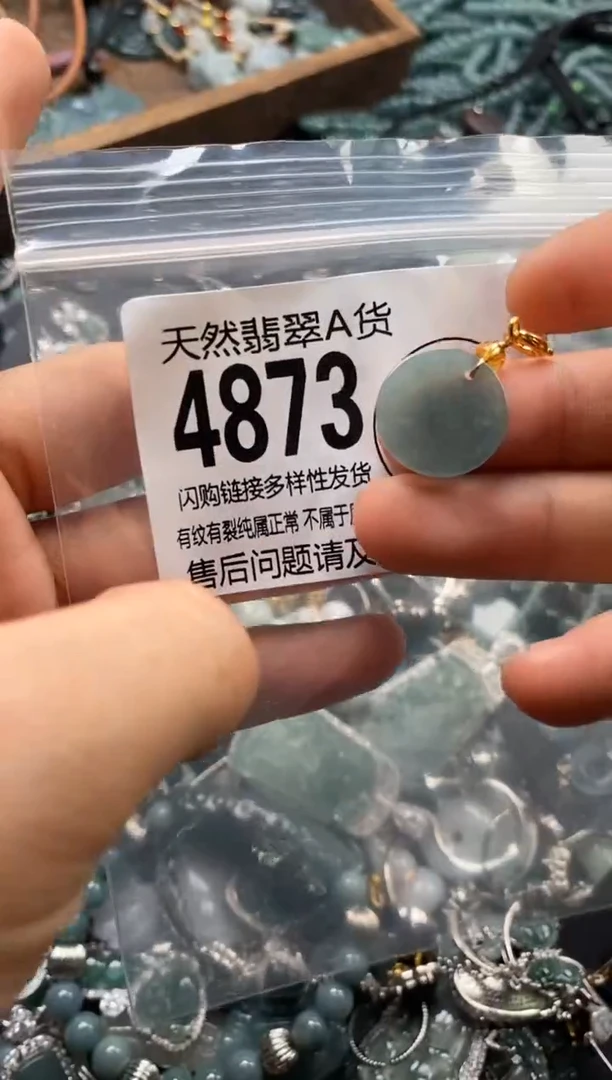 天然翡翠A货
4873
闪购链接多样性发货
有纹有裂纯属正常 不属于
售后问题请及